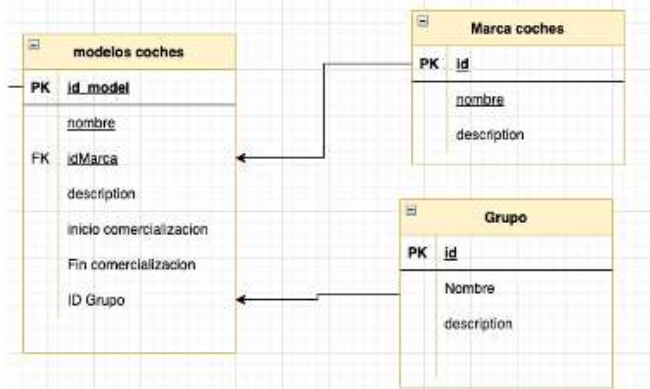 modelos coches
PK id_model
nombre
FK idMarca
description
inicio comercializacion
Fin comercializacion
ID Grupo
Marca coches
PK id
nombre
description
Grupo
PK id
Nombre
description